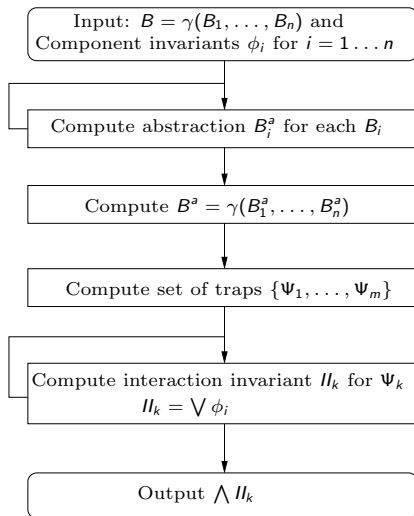 Input: B = γ(B₁, . . . , Bₙ) and
Component invariants ϕᵢ for i = 1 . . . n
Compute abstraction Bᵢᵃ for each Bᵢ
Compute Bᵃ = γ(B₁ᵃ, . . . , Bₙᵃ)
Compute set of traps {Ψ₁, . . . , Ψₘ}
Compute interaction invariant IIₖ for Ψₖ
IIₖ = ⋁ ϕᵢ
Output ⋀ IIₖ